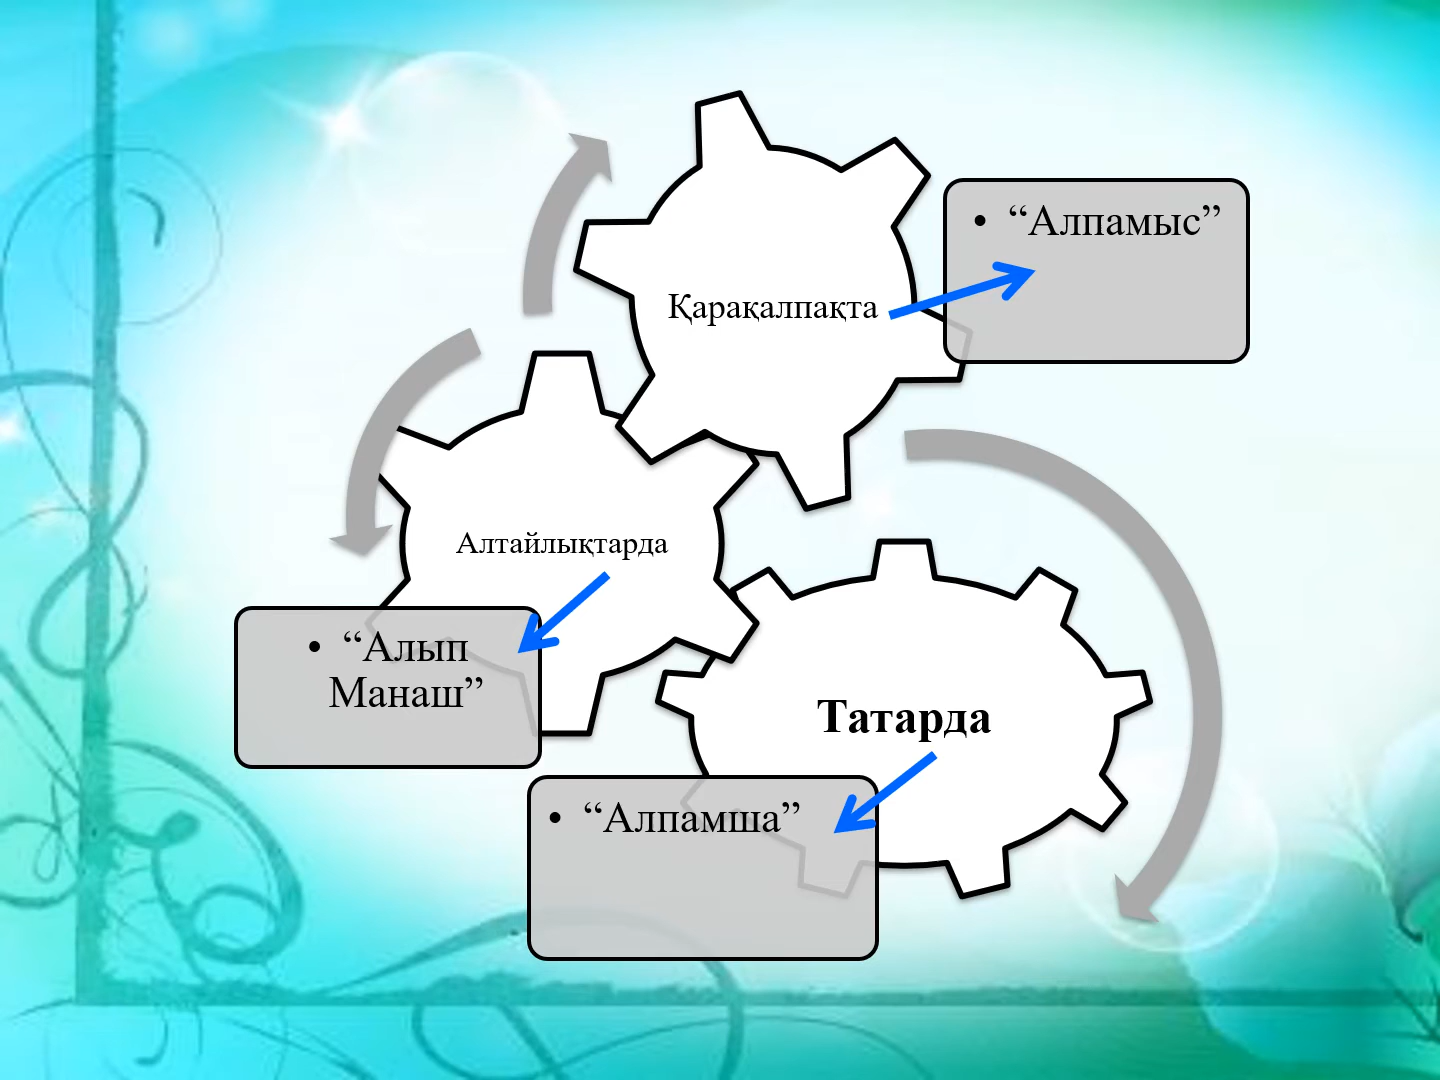 • “Алпамыс”
Қарақалпақта
Алтайлықтарда
• “Алып
Манаш”
Татарда
• “Алпамша”